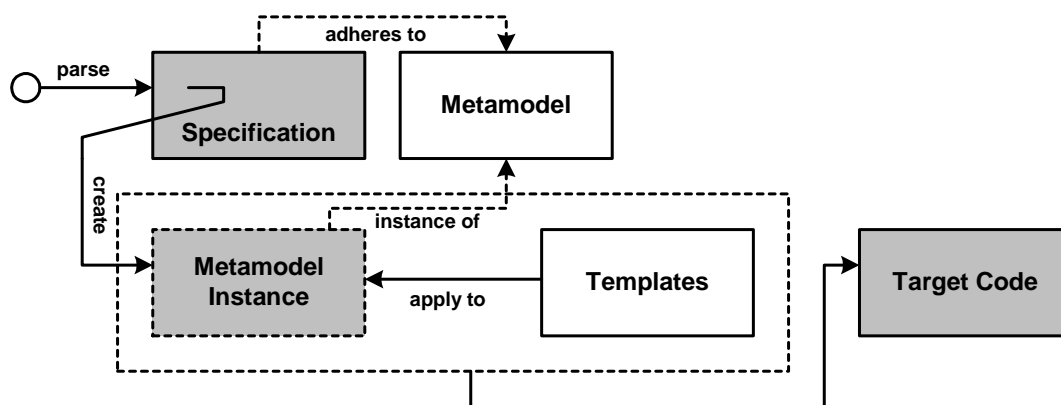 adheres to
parse
Metamodel
Specification
create
instance of
Metamodel
Instance
Templates
Target Code
apply to